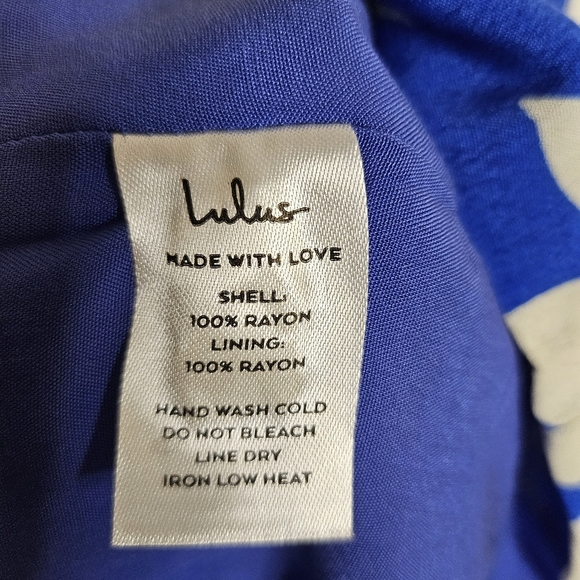 Lulus
MADE WITH LOVE
SHELL:
100% RAYON
LINING:
100% RAYON
HAND WASH COLD
DO NOT BLEACH
LINE DRY
IRON LOW HEAT